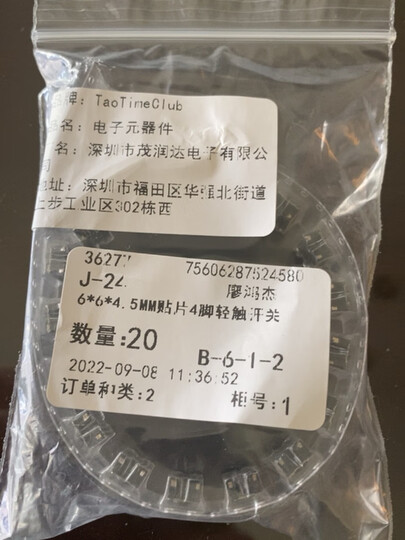 牌: TaoTimeClub
名: 电子元器件
名: 深圳市茂润达电子有限公
司
地址: 深圳市福田区华强北街道
上步工业区302栋西
36277 75606287524580
J-24 廖鸿杰
6*6*4.5MM贴片4脚轻触开关
数量:20
B-6-1-2
2022-09-08 11:36:52
订单种类:2 柜号:1